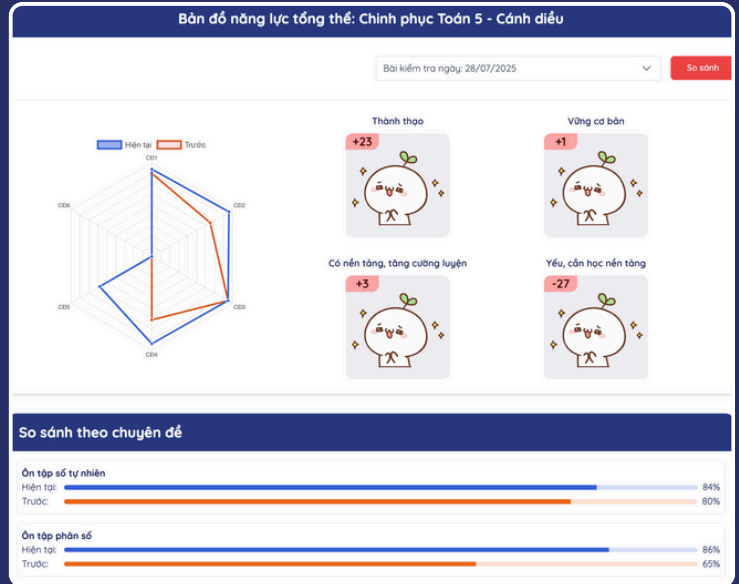 Bản đồ năng lực tổng thể: Chinh phục Toán 5 - Cánh diều
Bài kiểm tra ngày: 28/07/2025
So sánh
Hiện tại
Trước
CĐ1
CĐ2
CĐ3
CĐ4
CĐ5
CĐ6
Thành thạo
+23
Vững cơ bản
+1
Có nền tảng, tăng cường luyện
+3
Yếu, cần học nền tảng
-27
So sánh theo chuyên đề
Ôn tập số tự nhiên
Hiện tại: 84%
Trước: 80%
Ôn tập phân số
Hiện tại: 86%
Trước: 65%